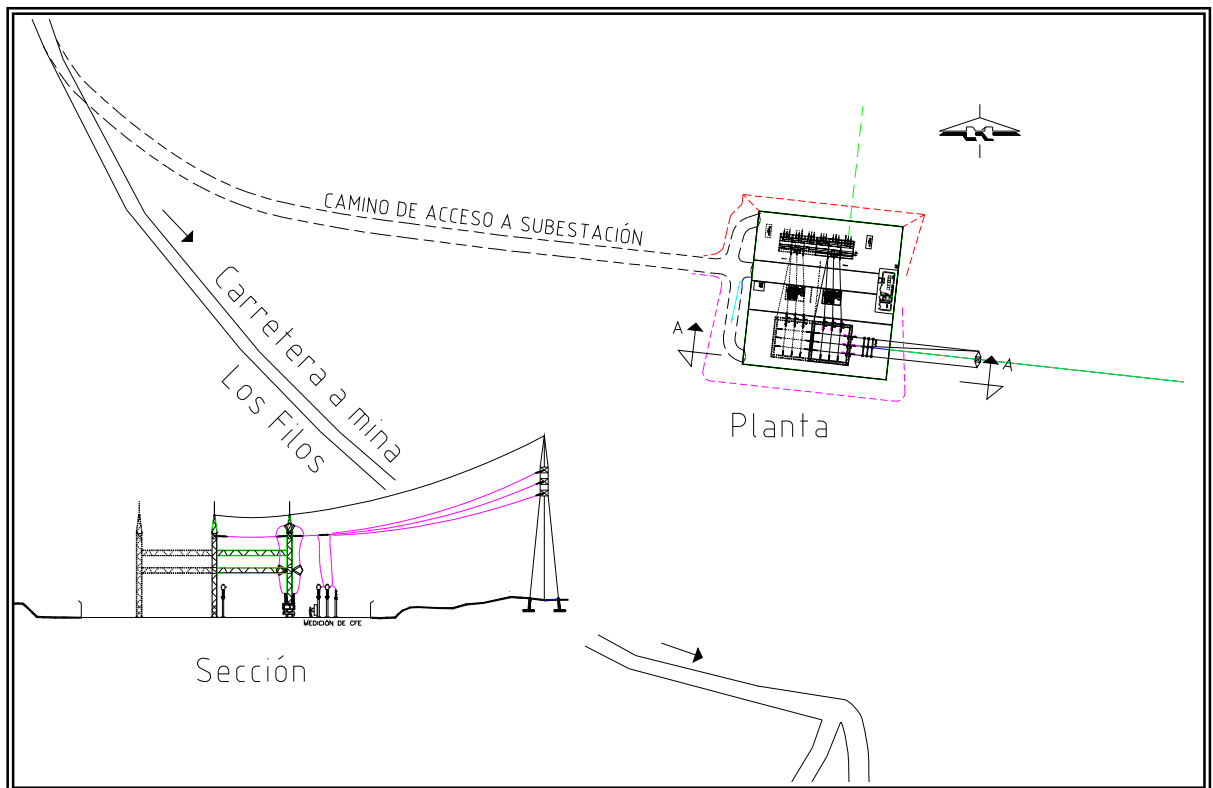 CAMINO DE ACCESO A SUBESTACIÓN
Carretera a mina
Los Filos
A
A
Planta
MEDICIÓN DE CFE
Sección